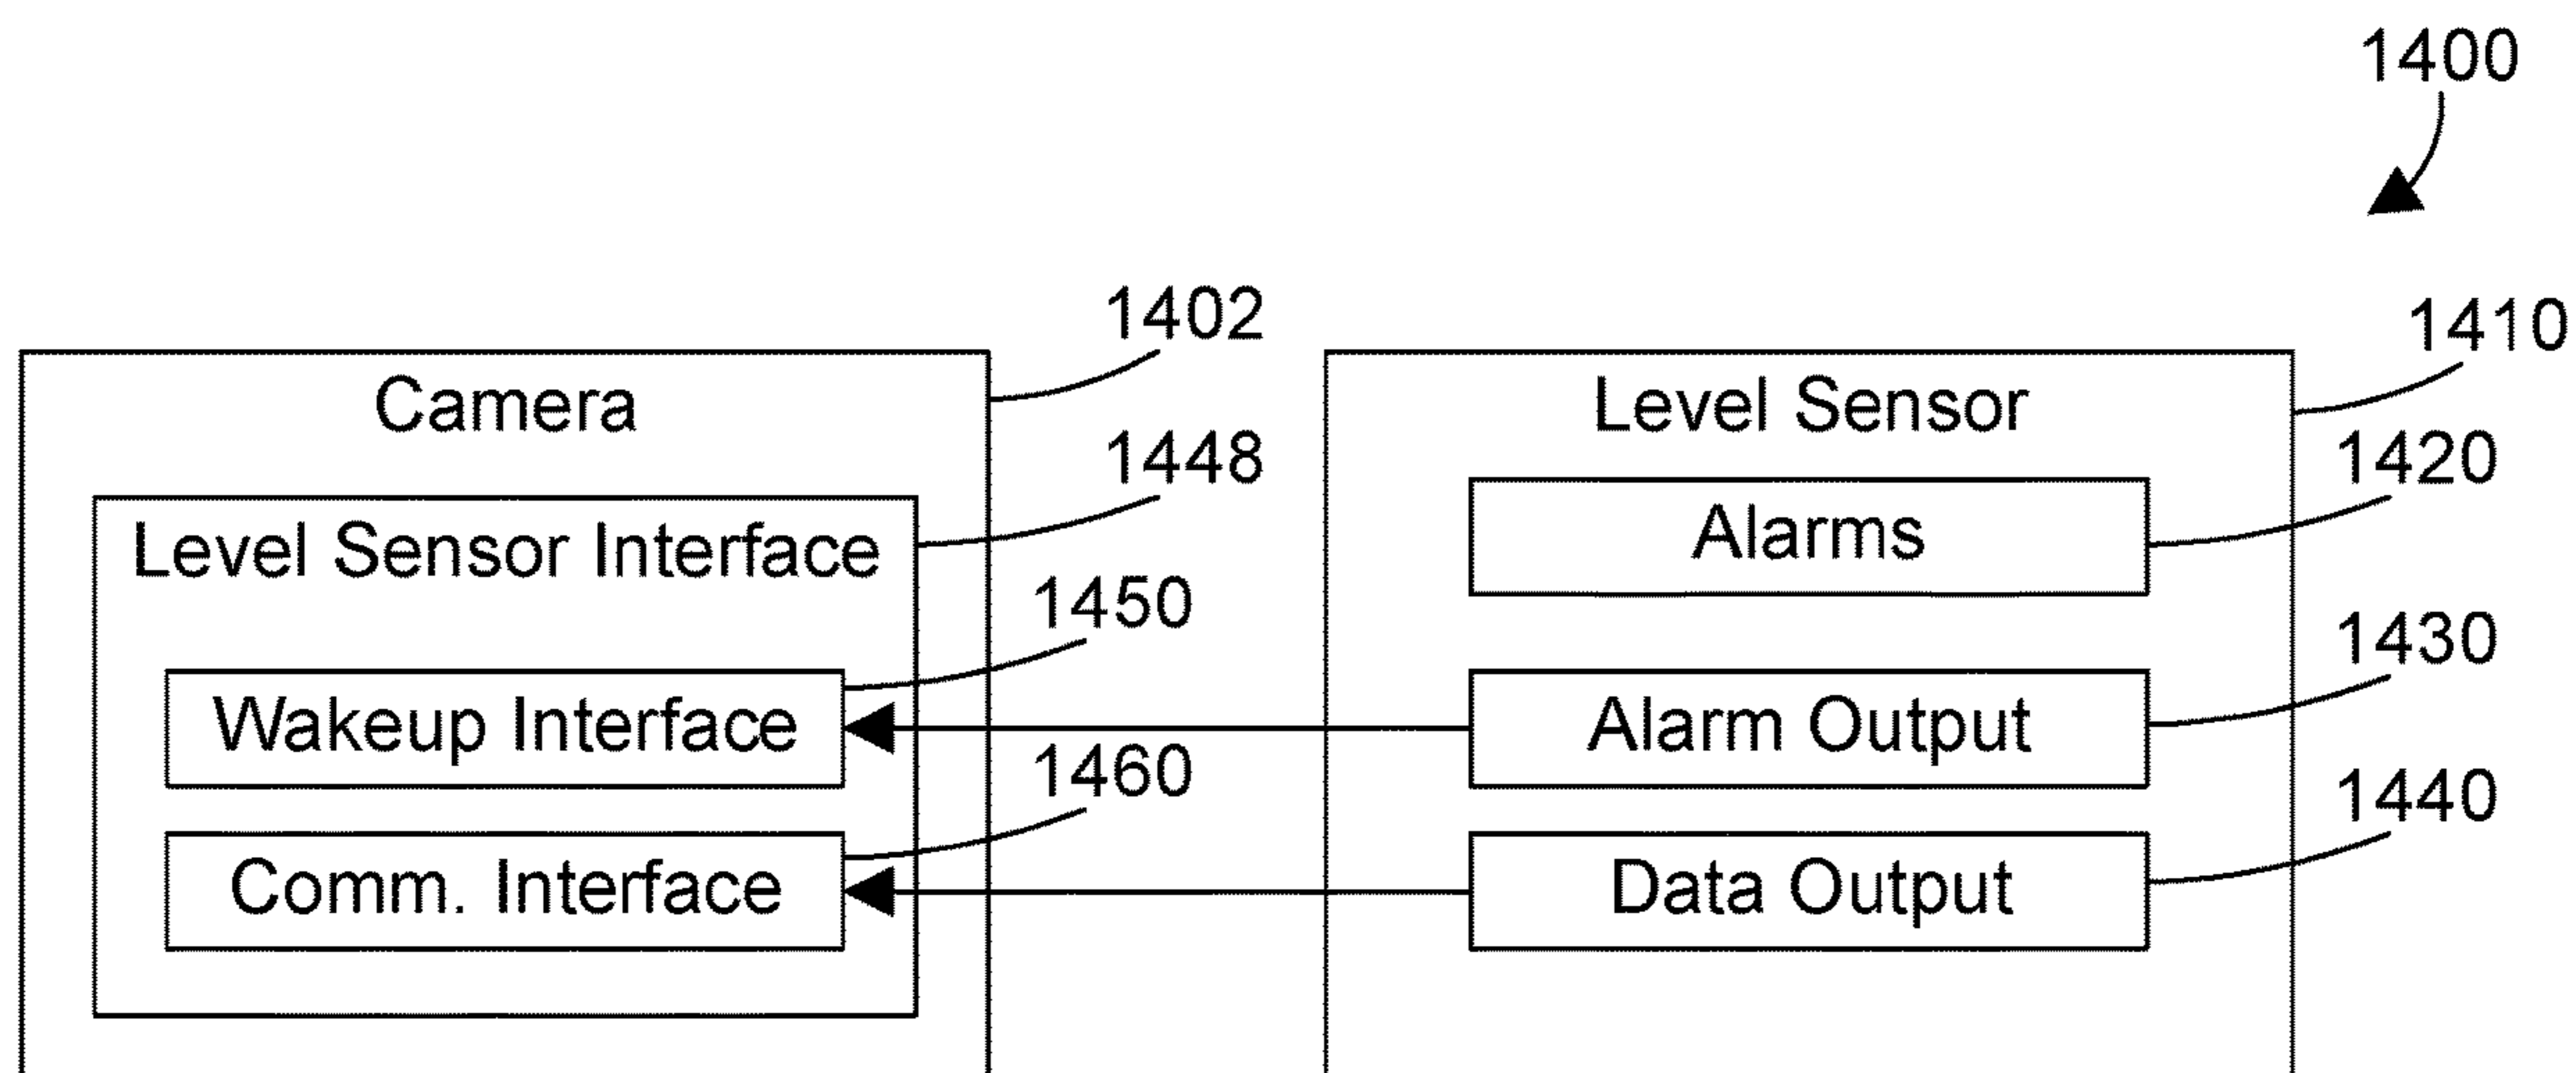 1400
1402
1410
Camera
Level Sensor
1448
1420
Level Sensor Interface
Alarms
1450
1430
Wakeup Interface
Alarm Output
1460
1440
Comm. Interface
Data Output